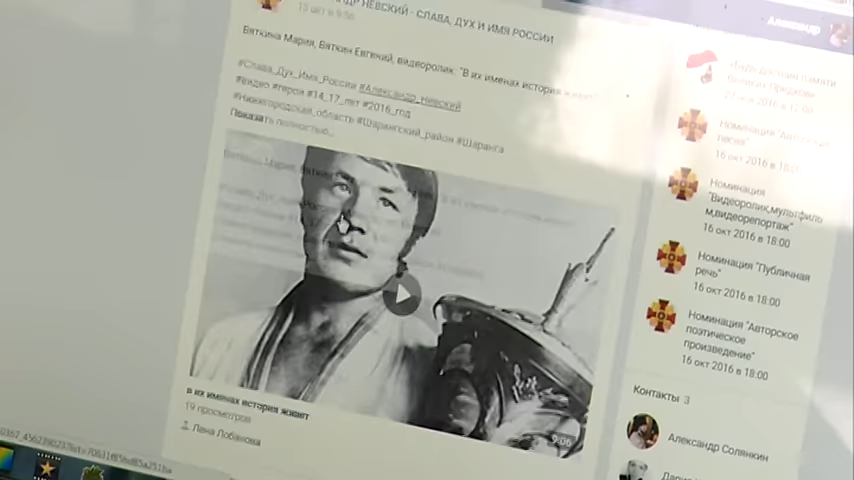 НЕВСКИЙ - СЛАВА, ДУХ И ИМЯ РОССИИ
15 окт в 9:56
Александр
Вяткина Мария, Вяткин Евгений, видеоролик: "В их именах история живет"
#Слава_Дух_Имя_России #Александр_Невский
#видео #герои #14_17_лет #2016_год
#Нижегородская_область #Шарангский_район #Шаранга
Показать полностью…
9:06
в их именах история живет
19 просмотров
Лена Лобанова
памяти
Номинация "Авторская
песня"
16 окт 2016 в 18:00
Номинация
"Видеоролик,мультфиль
м,видеорепортаж"
16 окт 2016 в 18:00
Номинация "Публичная
речь"
16 окт 2016 в 18:00
Номинация "Авторское
поэтическое
произведение"
16 окт 2016 в 18:00
Контакты 3
Александр Солянкин